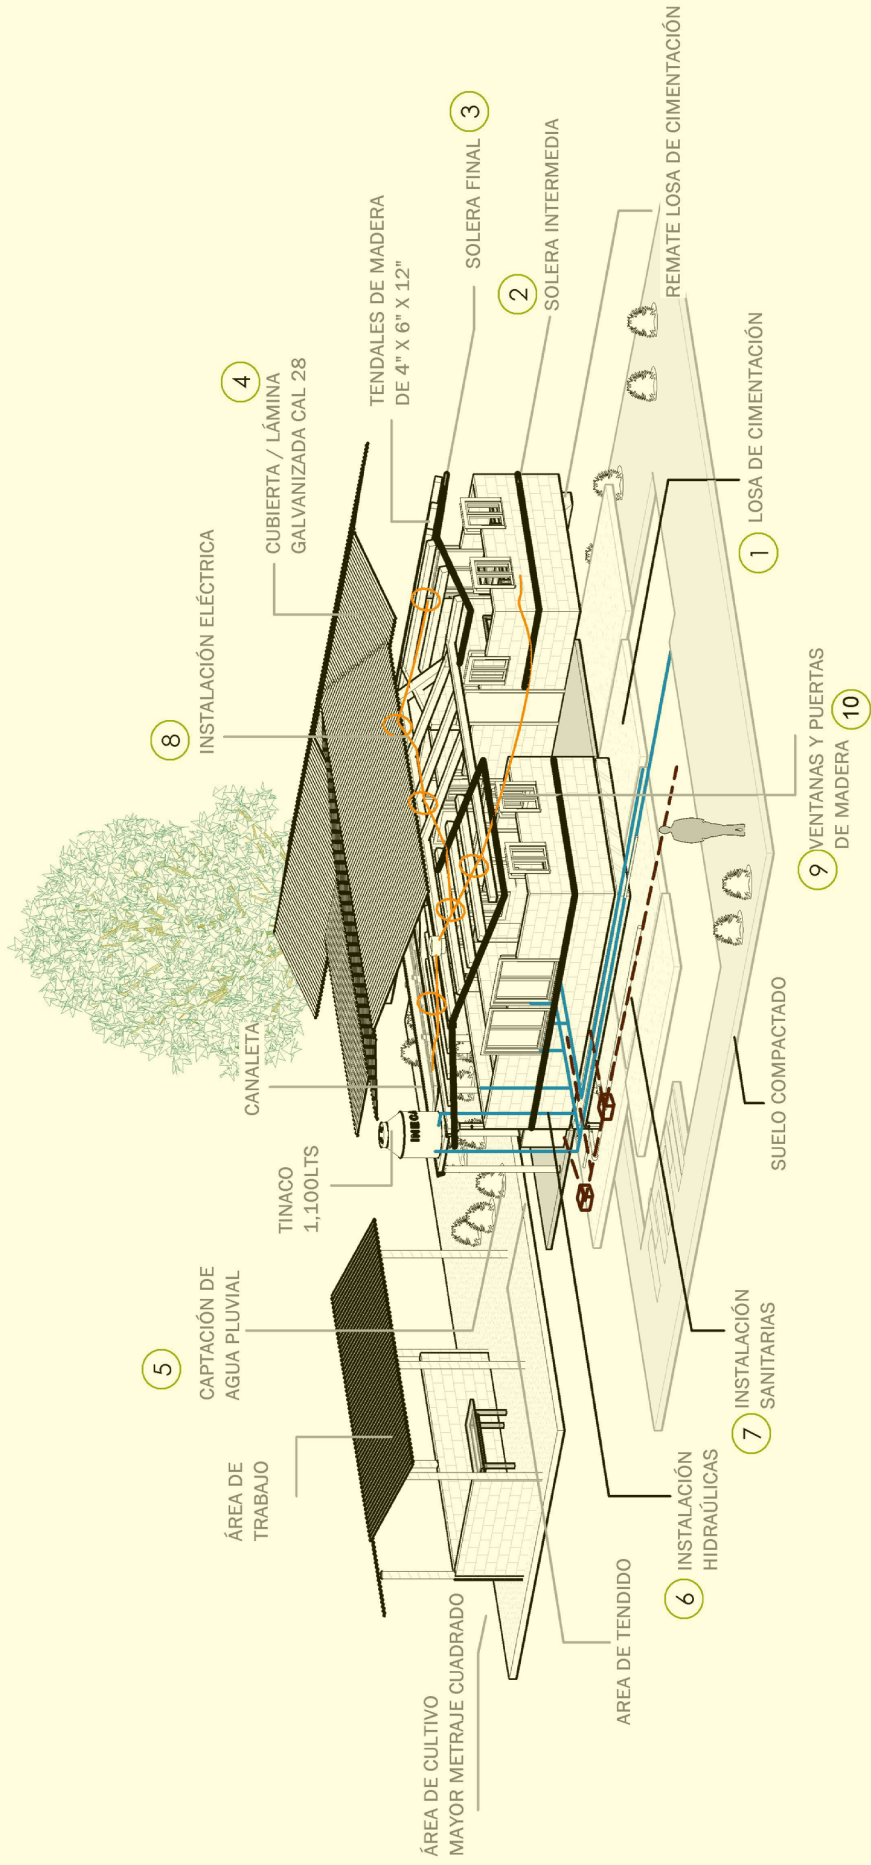 5
CAPTACIÓN DE
AGUA PLUVIAL
8
INSTALACIÓN ELÉCTRICA
ÁREA DE
TRABAJO
4
CUBIERTA / LÁMINA
GALVANIZADA CAL 28
CANALETA
TINACO
1,100LTS
TENDALES DE MADERA
DE 4" X 6" X 12"
ÁREA DE CULTIVO
MAYOR METRAJE CUADRADO
SOLERA FINAL 3
2
SOLERA INTERMEDIA
AREA DE TENDIDO
REMATE LOSA DE CIMENTACIÓN
6 INSTALACIÓN
HIDRAÚLICAS
7 INSTALACIÓN
SANITARIAS
1 LOSA DE CIMENTACIÓN
SUELO COMPACTADO
9 VENTANAS Y PUERTAS
DE MADERA 10